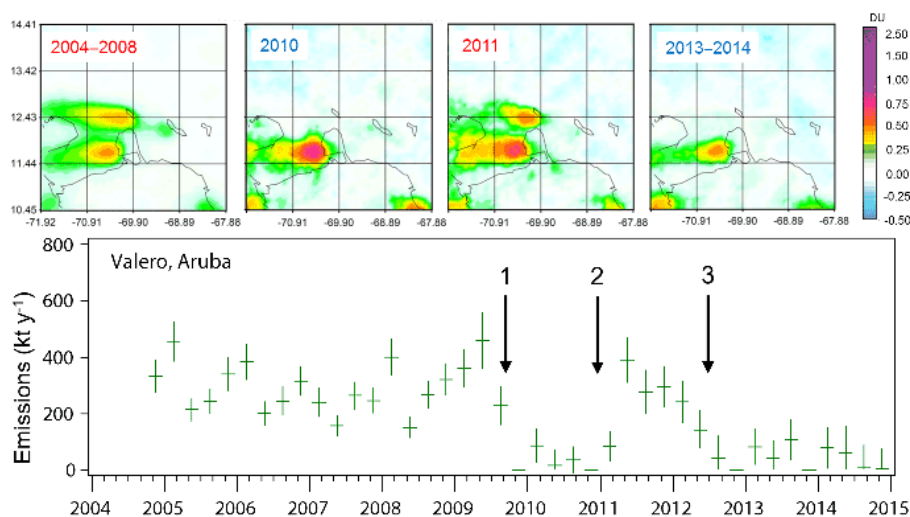 DU
14.41
13.42
12.43
11.44
10.45
2004–2008
2010
2011
2013–2014
2.50
1.00
0.75
0.50
0.25
0.00
-0.25
-0.50
-71.92 -70.91 -69.90 -68.89 -67.88
-70.91 -69.90 -68.89 -67.88
-70.91 -69.90 -68.89 -67.88
-70.91 -69.90 -68.89 -67.88
Valero, Aruba
1 2 3
Emissions (kt y⁻¹)
800
600
400
200
0
2004 2005 2006 2007 2008 2009 2010 2011 2012 2013 2014 2015